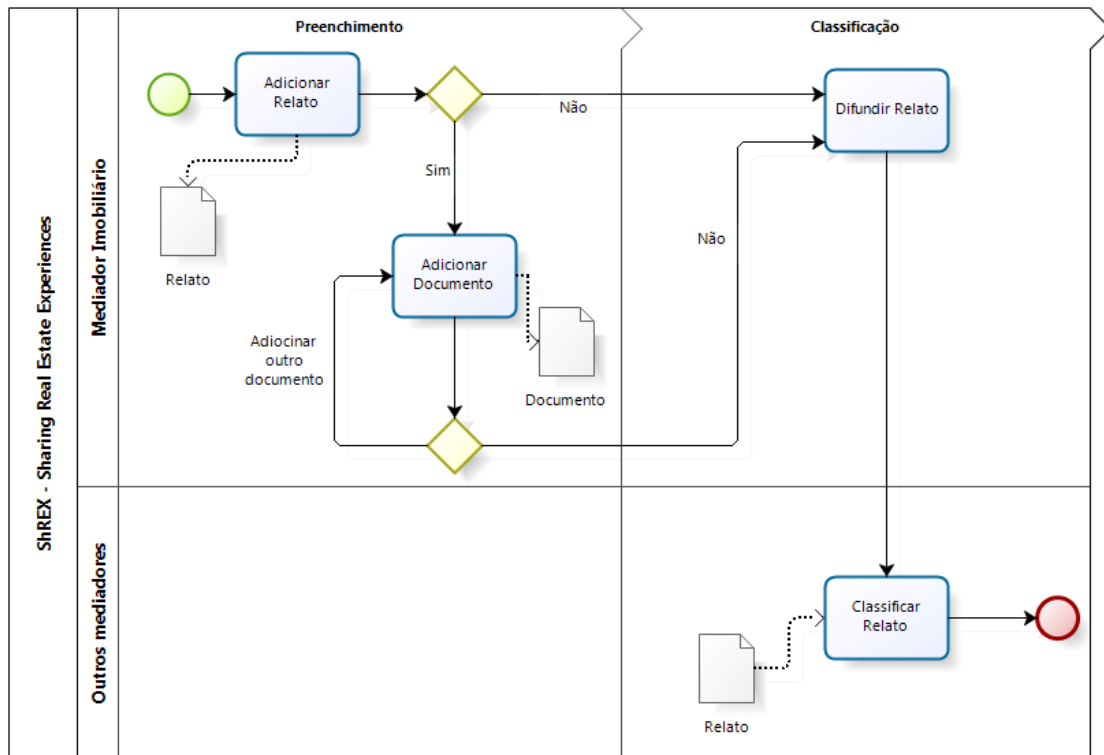 Preenchimento
Classificação
ShREX - Sharing Real Estate Experiences
Mediador Imobiliário
Adicionar
Relato
Não
Difundir Relato
Sim
Relato
Adicionar
Documento
Não
Adiocinar
outro
documento
Documento
Outros mediadores
Classificar
Relato
Relato